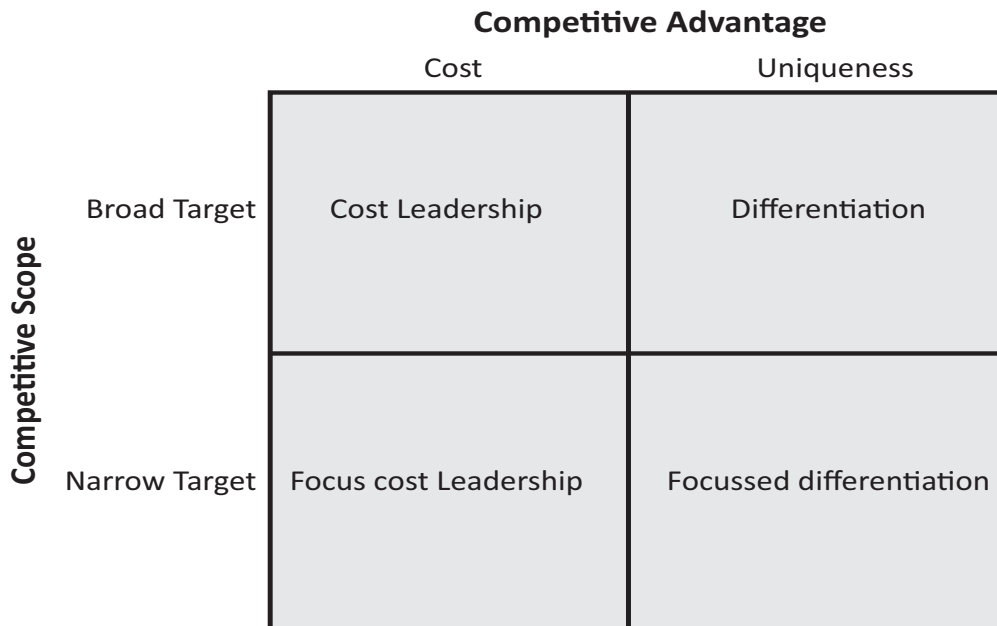 Competitive Advantage
Cost Uniqueness
Broad Target Cost Leadership Differentiation
Competitive Scope
Narrow Target Focus cost Leadership Focussed differentiation